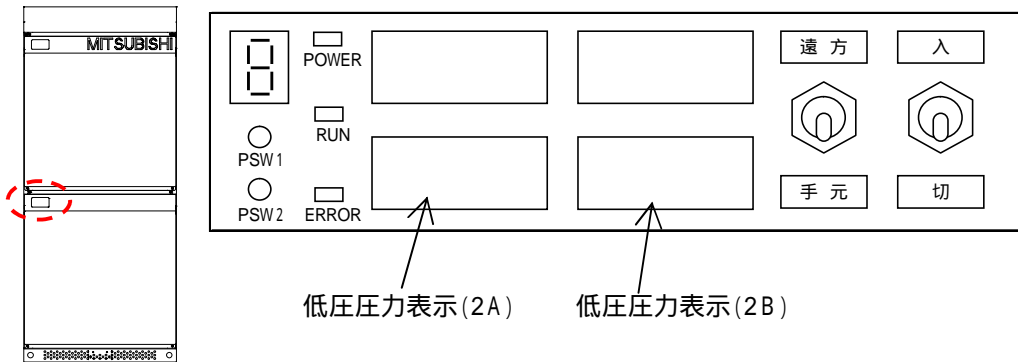 MITSUBISHI
POWER
遠 方
入
RUN
PSW1
PSW2
ERROR
手 元
切
低圧圧力表示(2A)
低圧圧力表示(2B)